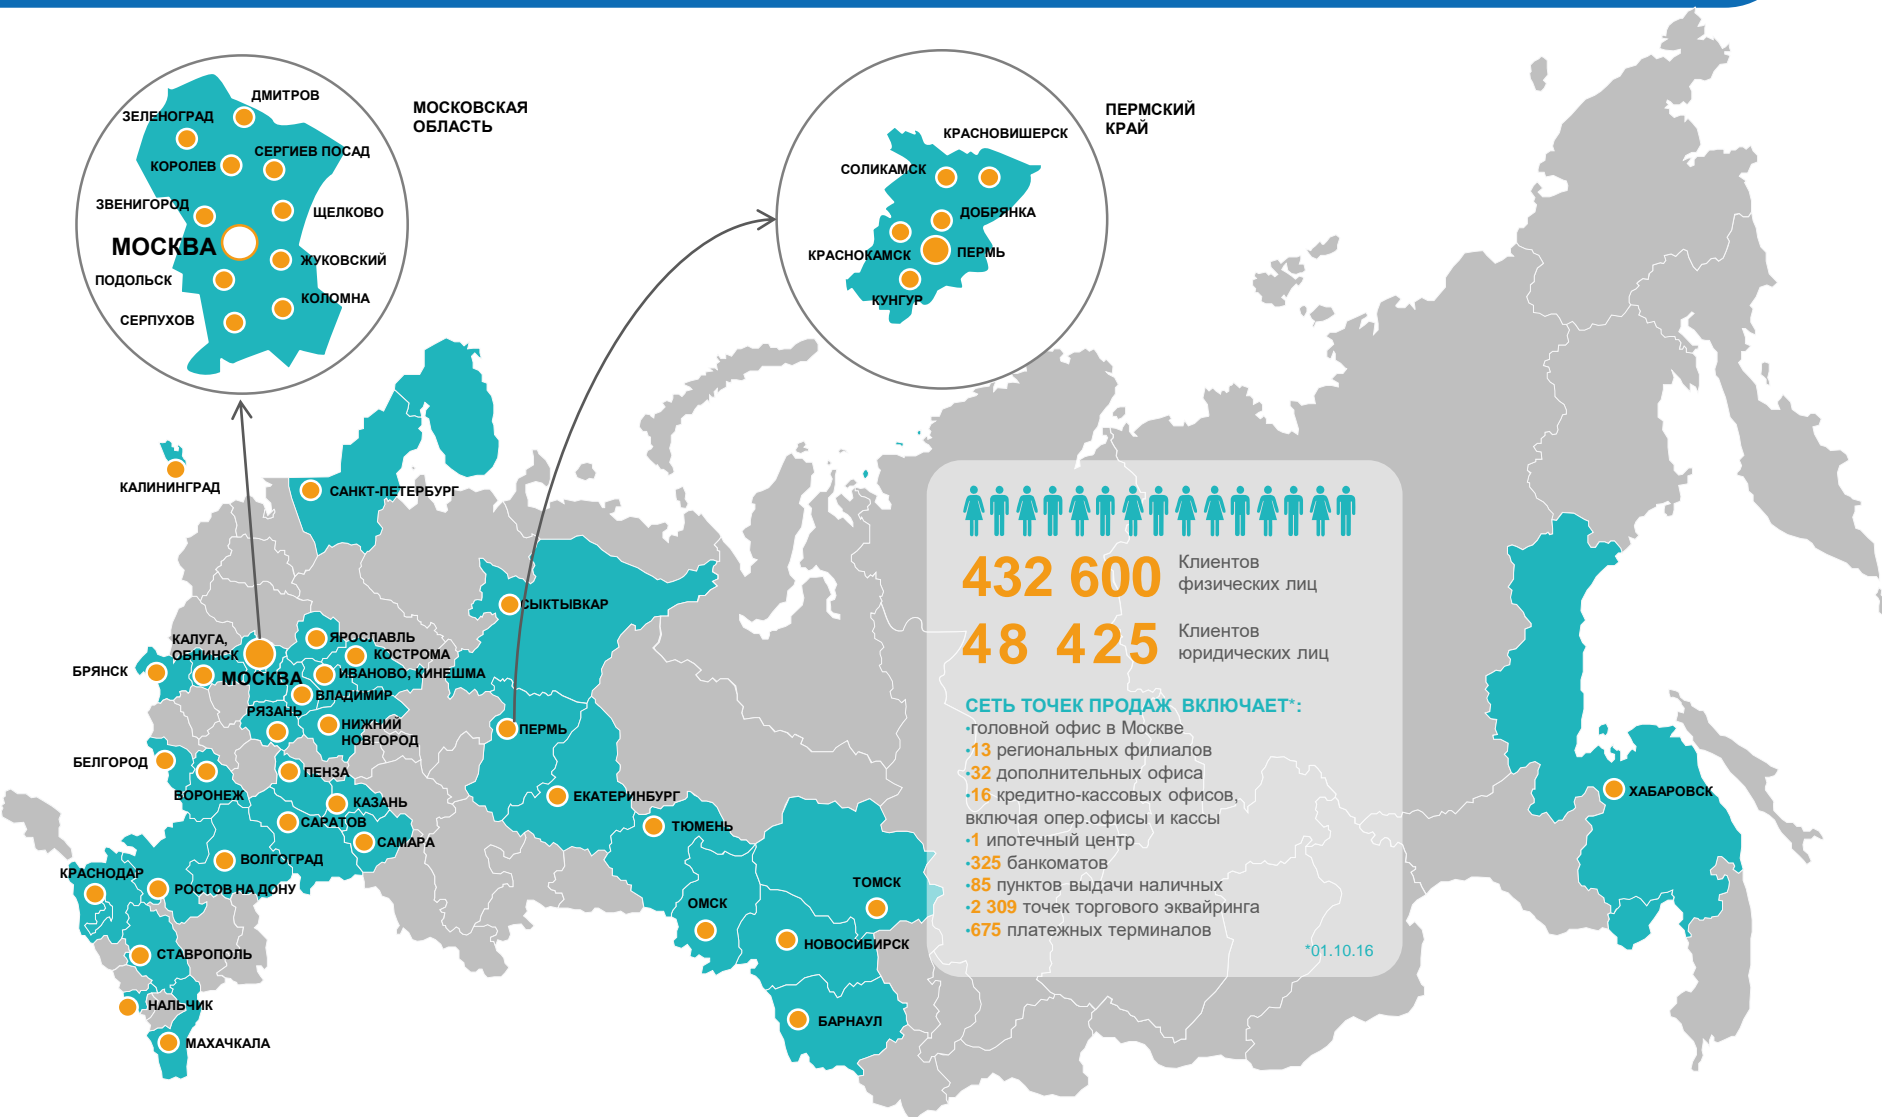 ДМИТРОВ
ЗЕЛЕНОГРАД
СЕРГИЕВ ПОСАД
КОРОЛЕВ
ЗВЕНИГОРОД
ЩЕЛКОВО
МОСКВА
ЖУКОВСКИЙ
ПОДОЛЬСК
КОЛОМНА
СЕРПУХОВ
МОСКОВСКАЯ
ОБЛАСТЬ
ПЕРМСКИЙ
КРАЙ
КРАСНОВИШЕРСК
СОЛИКАМСК
ДОБРЯНКА
КРАСНОКАМСК
ПЕРМЬ
КУНГУР
КАЛИНИНГРАД
САНКТ-ПЕТЕРБУРГ
СЫКТЫВКАР
КАЛУГА,
ОБНИНСК
ЯРОСЛАВЛЬ
КОСТРОМА
БРЯНСК
МОСКВА
ИВАНОВО, КИНЕШМА
ВЛАДИМИР
РЯЗАНЬ
НИЖНИЙ
НОВГОРОД
ПЕРМЬ
БЕЛГОРОД
ПЕНЗА
ВОРОНЕЖ
КАЗАНЬ
ЕКАТЕРИНБУРГ
САРАТОВ
САМАРА
ТЮМЕНЬ
ВОЛГОГРАД
КРАСНОДАР
РОСТОВ НА ДОНУ
ТОМСК
ОМСК
НОВОСИБИРСК
СТАВРОПОЛЬ
НАЛЬЧИК
БАРНАУЛ
МАХАЧКАЛА
ХАБАРОВСК
432 600 Клиентов
физических лиц
48 425 Клиентов
юридических лиц
СЕТЬ ТОЧЕК ПРОДАЖ ВКЛЮЧАЕТ*:
•головной офис в Москве
•13 региональных филиалов
•32 дополнительных офиса
•16 кредитно-кассовых офисов,
включая опер.офисы и кассы
•1 ипотечный центр
•325 банкоматов
•85 пунктов выдачи наличных
•2 309 точек торгового эквайринга
•675 платежных терминалов
*01.10.16